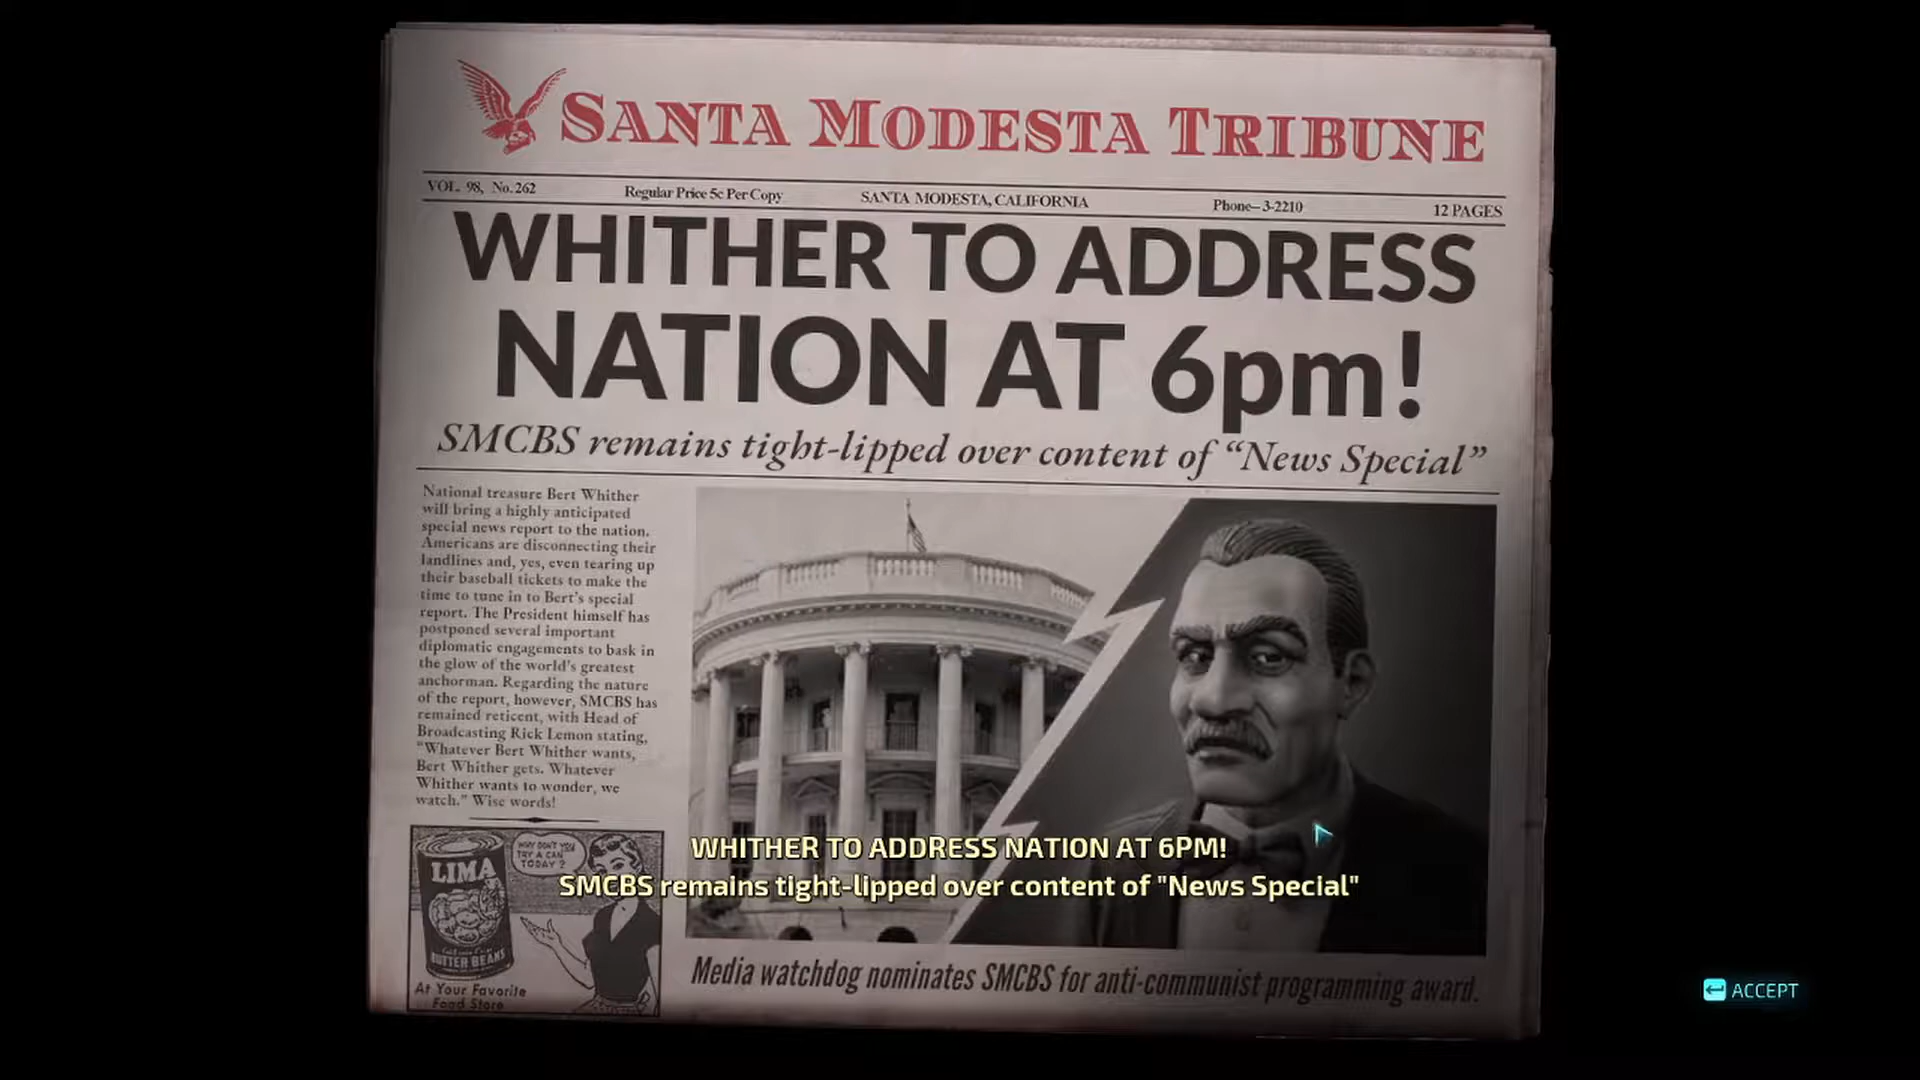 SANTA MODESTA TRIBUNE
VOL. 98, No. 262 Regular Price 5c Per Copy SANTA MODESTA, CALIFORNIA Phone–3-2210 12 PAGES
WHITHER TO ADDRESS
NATION AT 6pm!
SMCBS remains tight-lipped over content of “News Special”
National treasure Bert Whither
will bring a highly anticipated
special news report to the nation.
Americans are disconnecting their
landlines and, yes, even tearing up
their baseball tickets to make the
time to tune in to Bert's special
report. The President himself has
postponed several important
diplomatic engagements to bask in
the glow of the world's greatest
anchorman. Regarding the nature
of the report, however, SMCBS has
remained reticent, with Head of
Broadcasting Rick Lemon stating,
“Whatever Bert Whither wants,
Bert Whither gets. Whatever
Whither wants to wonder, we
watch.” Wise words!
LIMA
BUTTER BEANS
WHY DON'T YOU
TRY A CAN
TODAY?
At Your Favorite
Food Store
WHITHER TO ADDRESS NATION AT 6PM!
SMCBS remains tight-lipped over content of "News Special"
Media watchdog nominates SMCBS for anti-communist programming award.
ACCEPT